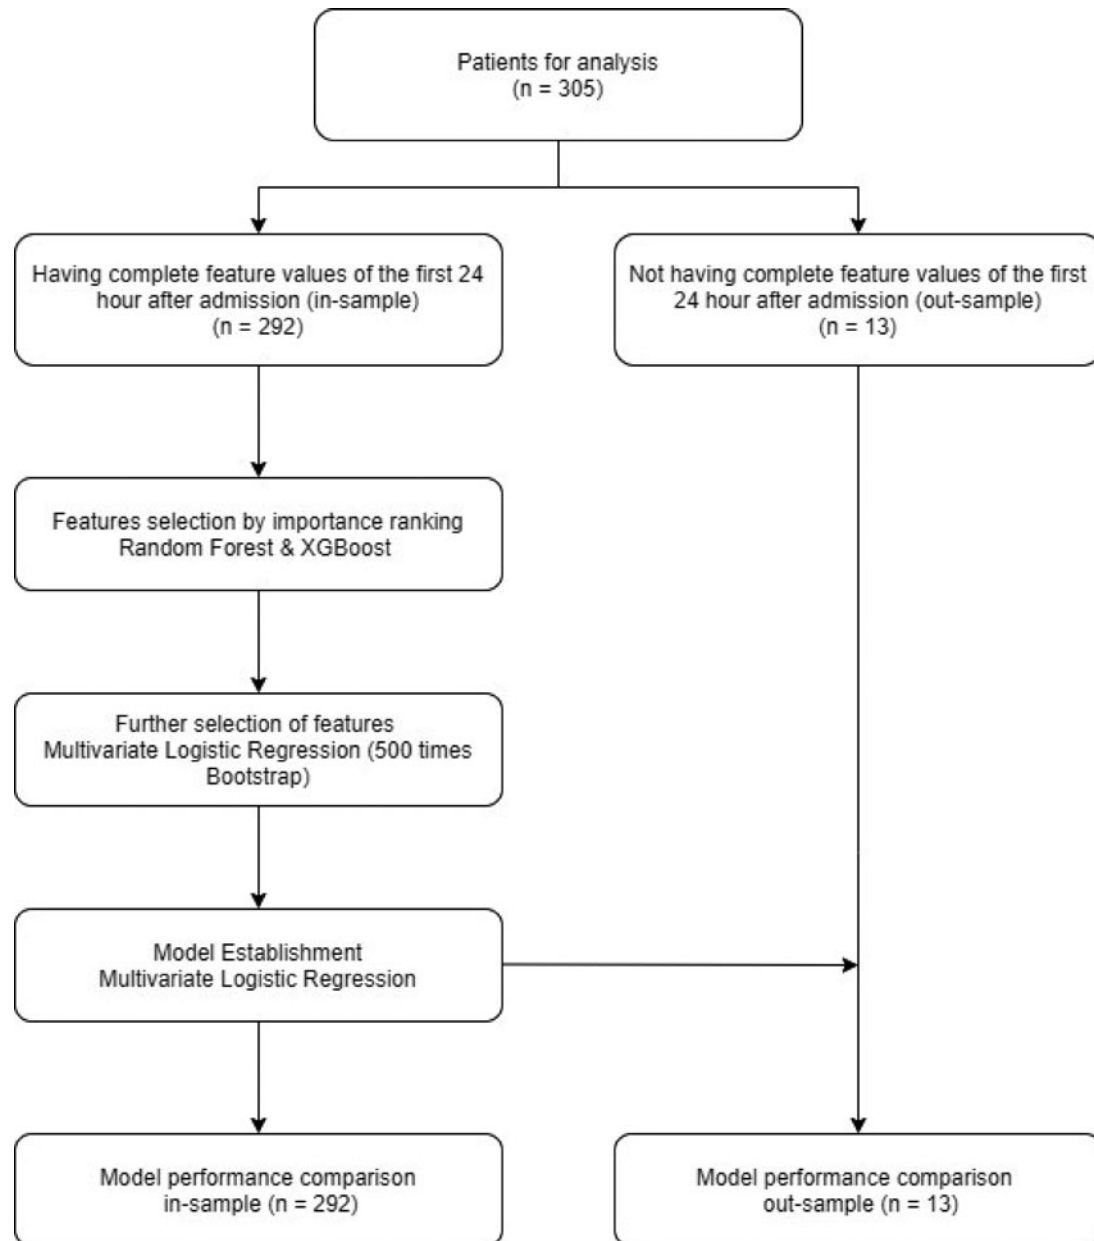 Patients for analysis
(n = 305)
Having complete feature values of the first 24
hour after admission (in-sample)
(n = 292)
Not having complete feature values of the first
24 hour after admission (out-sample)
(n = 13)
Features selection by importance ranking
Random Forest & XGBoost
Further selection of features
Multivariate Logistic Regression (500 times
Bootstrap)
Model Establishment
Multivariate Logistic Regression
Model performance comparison
in-sample (n = 292)
Model performance comparison
out-sample (n = 13)